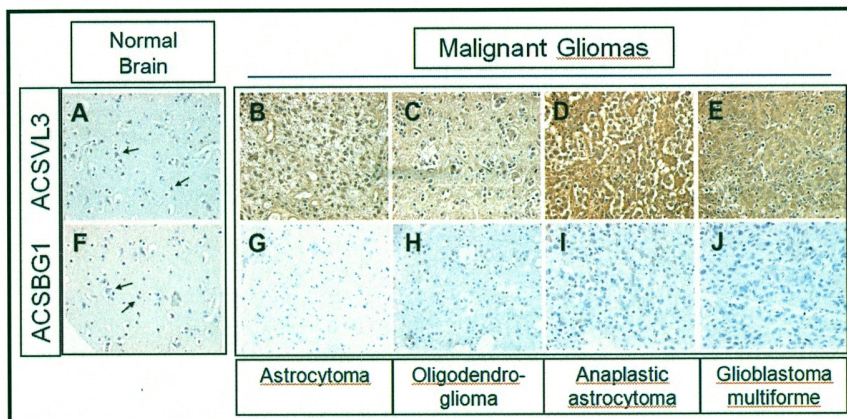 Normal
Brain
Malignant Gliomas
ACSVL3
A
B
C
D
E
ACSBG1
F
G
H
I
J
Astrocytoma
Oligodendro-
glioma
Anaplastic
astrocytoma
Glioblastoma
multiforme